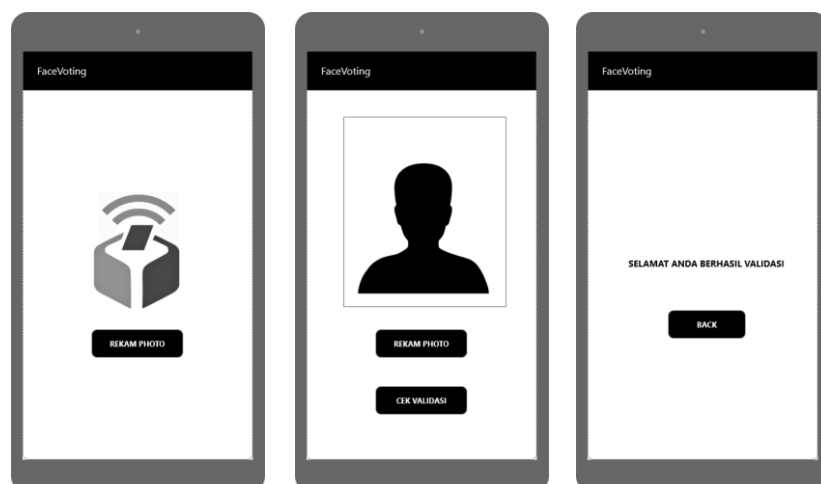 FaceVoting
REKAM PHOTO
FaceVoting
REKAM PHOTO
CEK VALIDASI
FaceVoting
SELAMAT ANDA BERHASIL VALIDASI
BACK